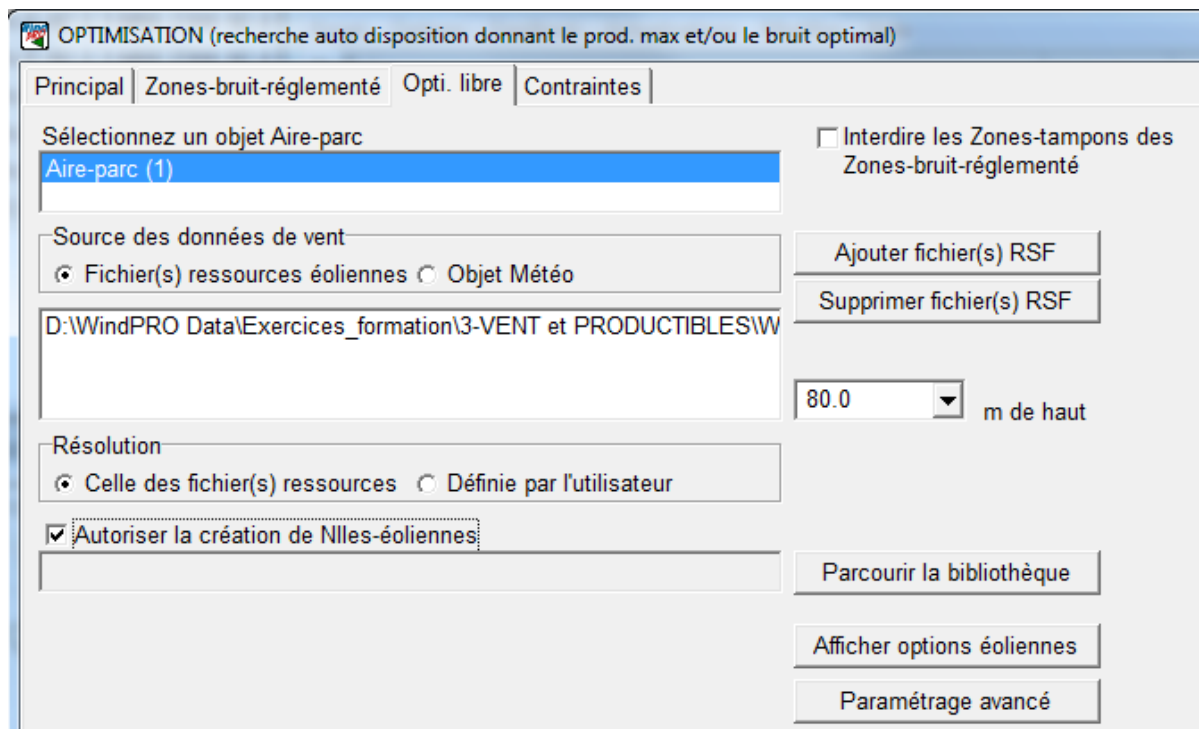 OPTIMISATION (recherche auto disposition donnant le prod. max et/ou le bruit optimal)
Principal Zones-bruit-réglementé Opti. libre Contraintes
Sélectionnez un objet Aire-parc
Interdire les Zones-tampons des
Zones-bruit-réglementé
Aire-parc (1)
Source des données de vent
Fichier(s) ressources éoliennes Objet Météo
Ajouter fichier(s) RSF
Supprimer fichier(s) RSF
D:\WindPRO Data\Exercices_formation\3-VENT et PRODUCTIBLES\W
80.0 m de haut
Résolution
Celle des fichier(s) ressources Définie par l'utilisateur
Autoriser la création de Nlles-éoliennes
Parcourir la bibliothèque
Afficher options éoliennes
Paramétrage avancé